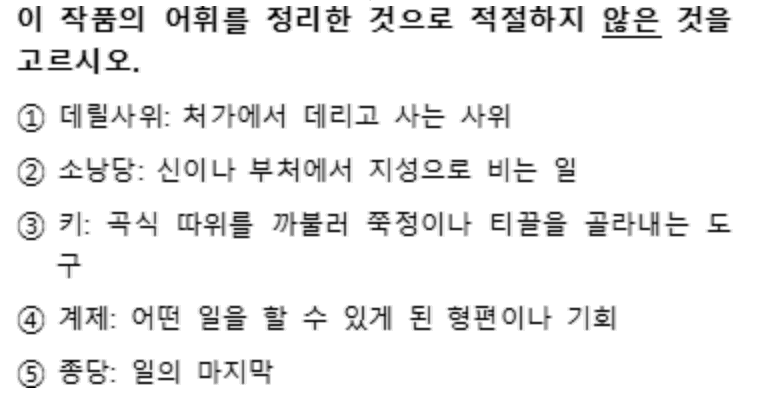 이 작품의 어휘를 정리한 것으로 적절하지 않은 것을
고르시오.
① 데릴사위: 처가에서 데리고 사는 사위
② 소낭당: 신이나 부처에서 지성으로 비는 일
③ 키: 곡식 따위를 까불러 쭉정이나 티끌을 골라내는 도
구
④ 계제: 어떤 일을 할 수 있게 된 형편이나 기회
⑤ 종당: 일의 마지막